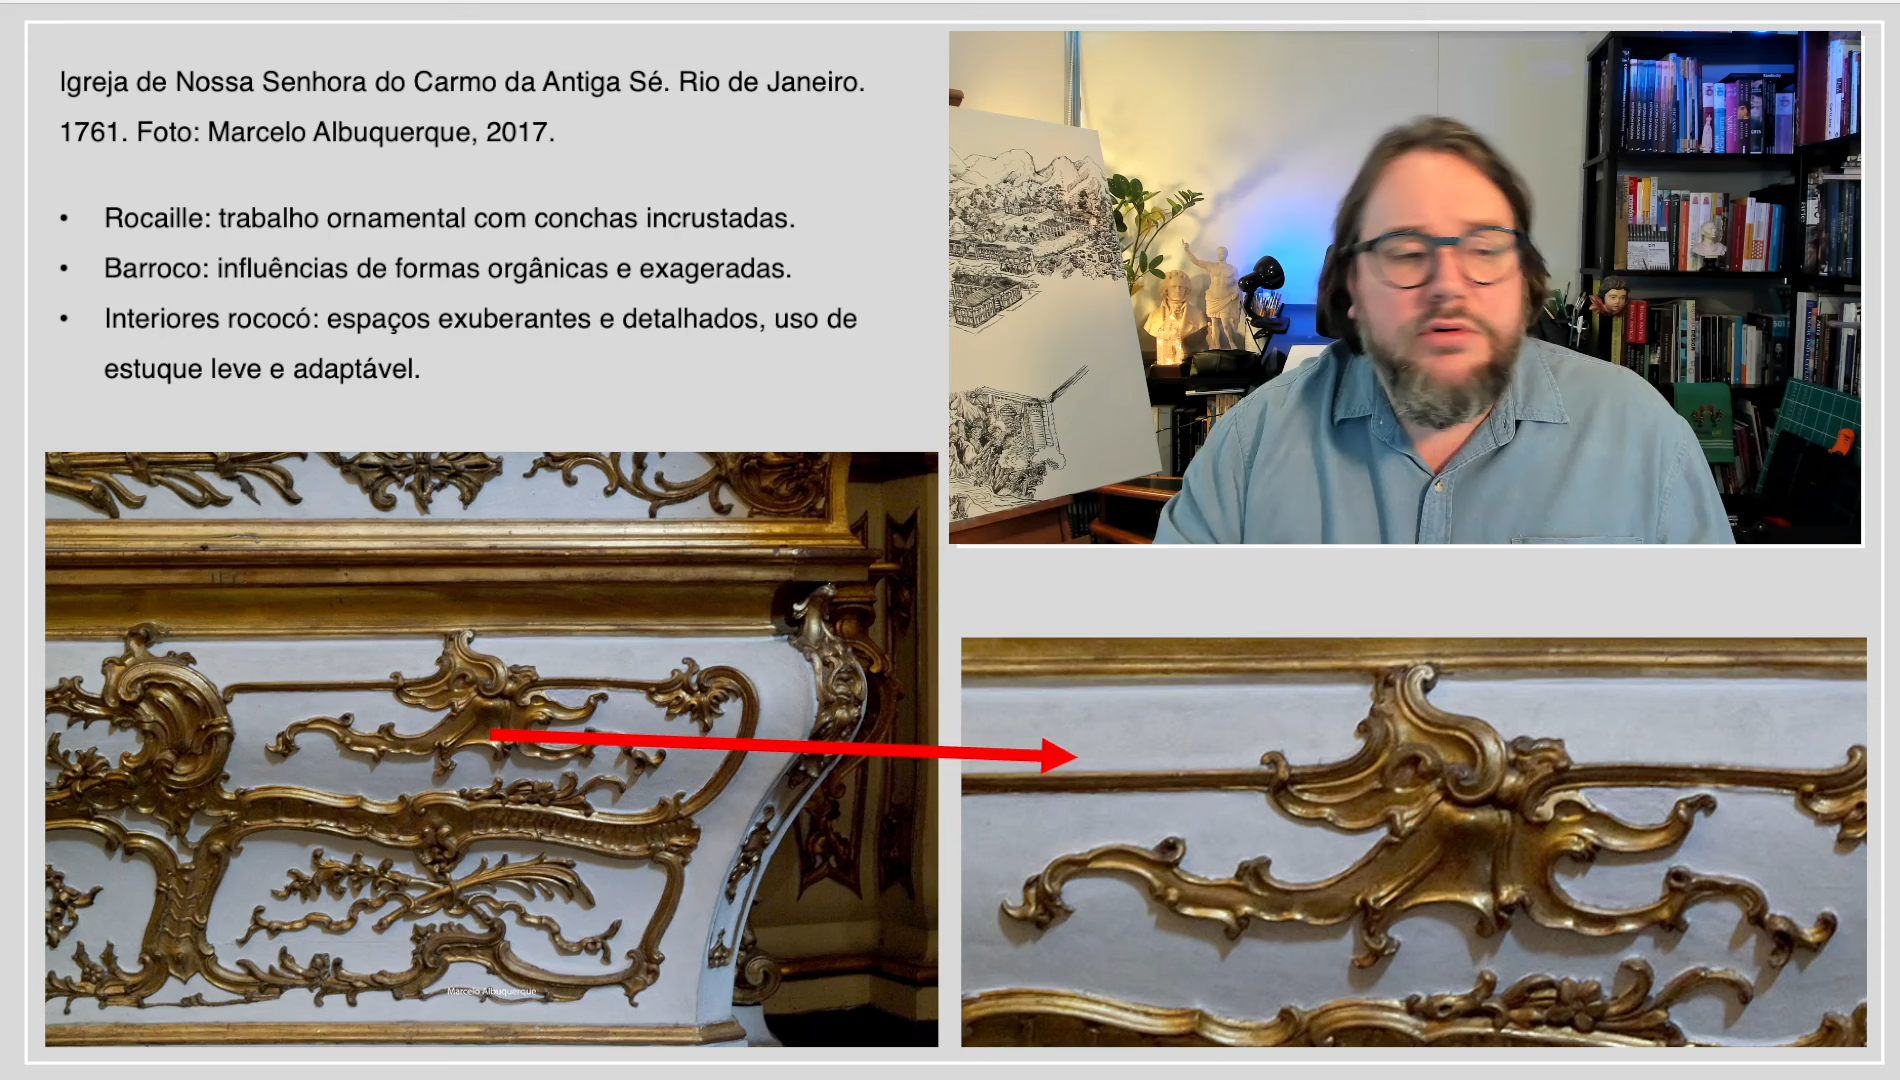 Igreja de Nossa Senhora do Carmo da Antiga Sé. Rio de Janeiro.
1761. Foto: Marcelo Albuquerque, 2017.
• Rocaille: trabalho ornamental com conchas incrustadas.
• Barroco: influências de formas orgânicas e exageradas.
• Interiores rococó: espaços exuberantes e detalhados, uso de
estuque leve e adaptável.
Marcelo Albuquerque